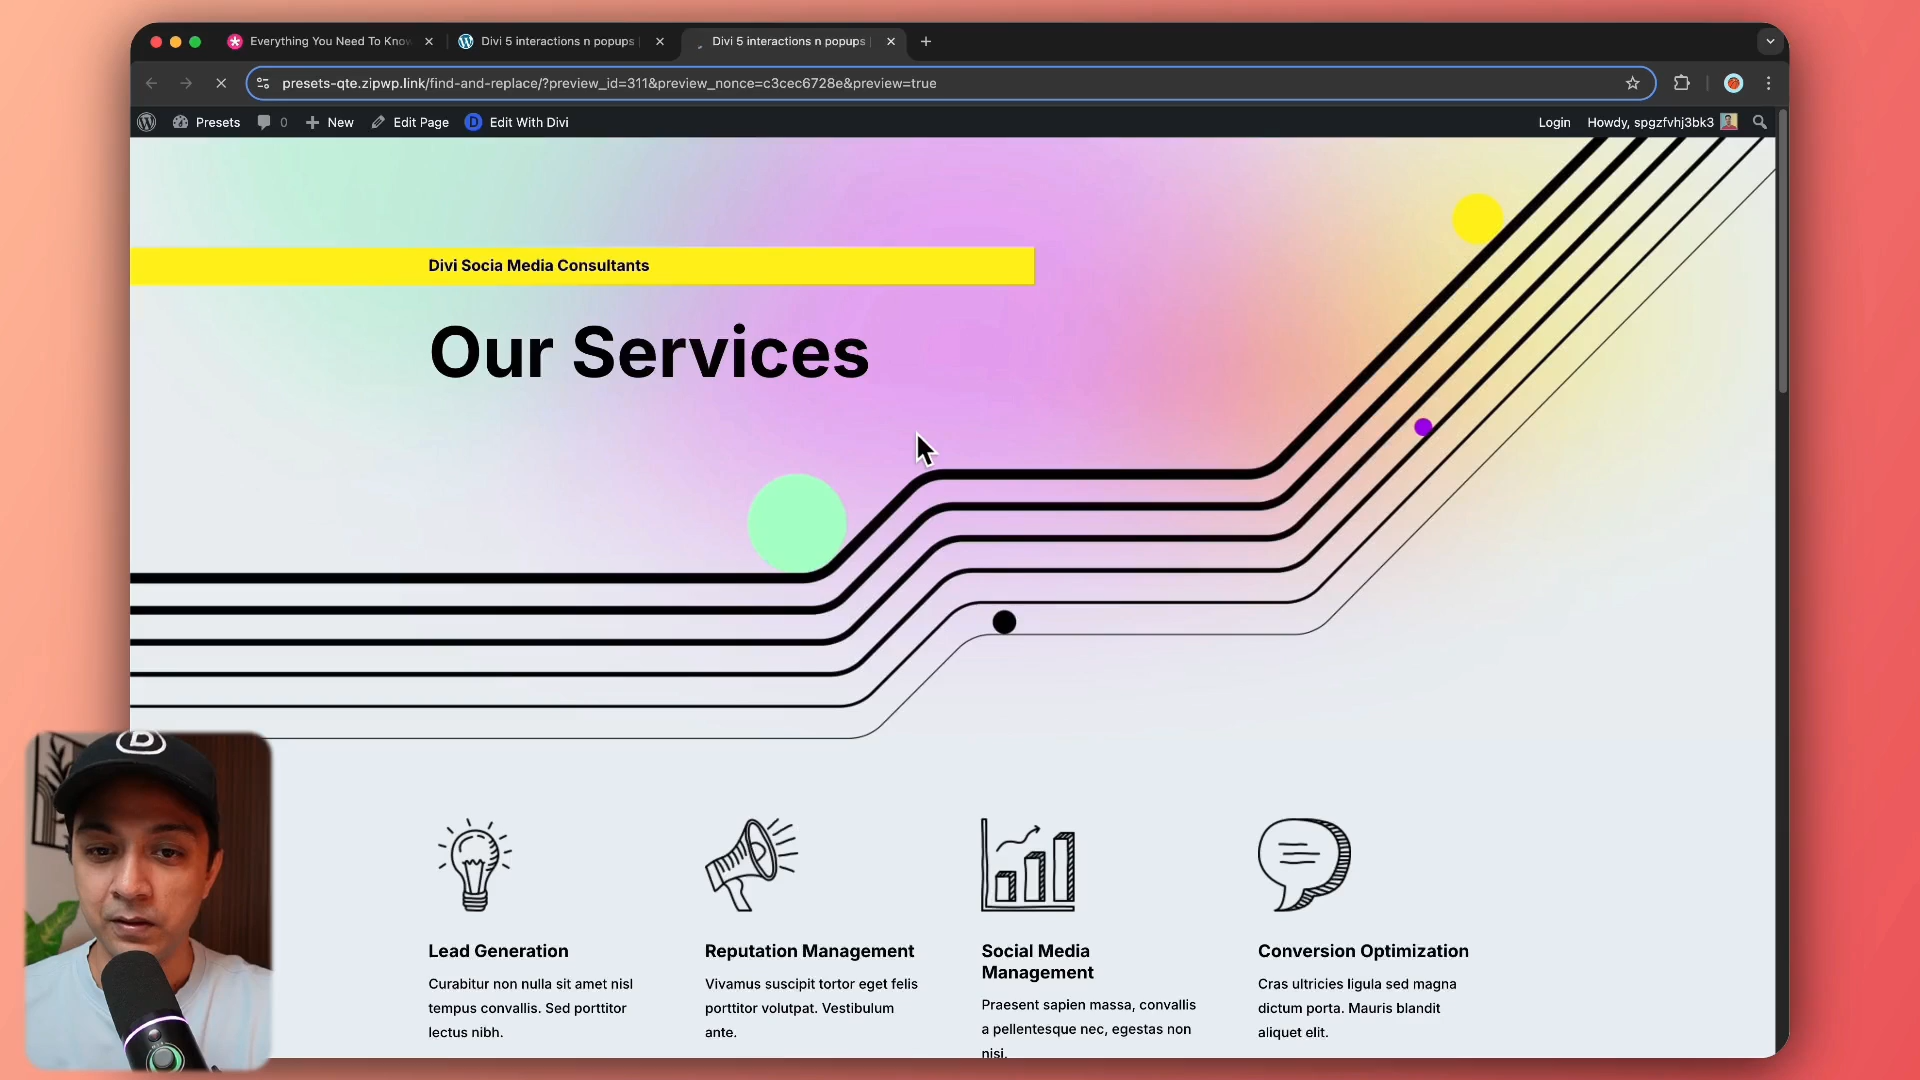 Everything You Need To Know
Divi 5 interactions n popups
Divi 5 interactions n popups
presets-qte.zipwp.link/find-and-replace/?preview_id=311&preview_nonce=c3cec6728e&preview=true
Presets
0
New
Edit Page
D
Edit With Divi
Login
Howdy, spgzfvhj3bk3
Divi Socia Media Consultants
Our Services
Lead Generation
Curabitur non nulla sit amet nisl
tempus convallis. Sed porttitor
lectus nibh.
Reputation Management
Vivamus suscipit tortor eget felis
porttitor volutpat. Vestibulum
ante.
Social Media
Management
Praesent sapien massa, convallis
a pellentesque nec, egestas non
nisi.
Conversion Optimization
Cras ultricies ligula sed magna
dictum porta. Mauris blandit
aliquet elit.